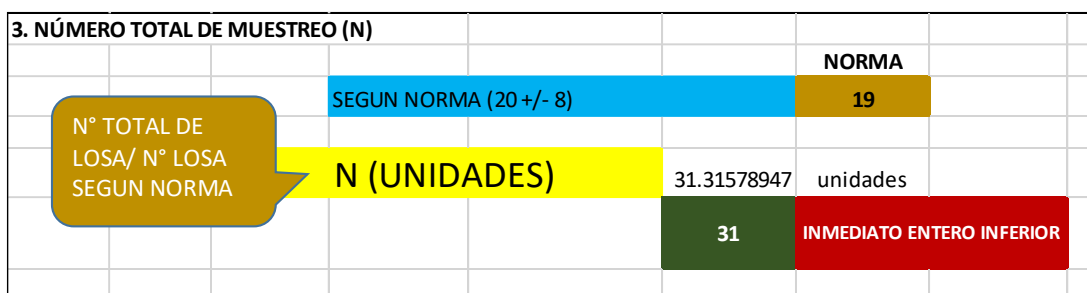 3. NÚMERO TOTAL DE MUESTREO (N)
NORMA
SEGUN NORMA (20 +/- 8) 19
N° TOTAL DE
LOSA/ N° LOSA
SEGUN NORMA
N (UNIDADES) 31.31578947 unidades
31 INMEDIATO ENTERO INFERIOR